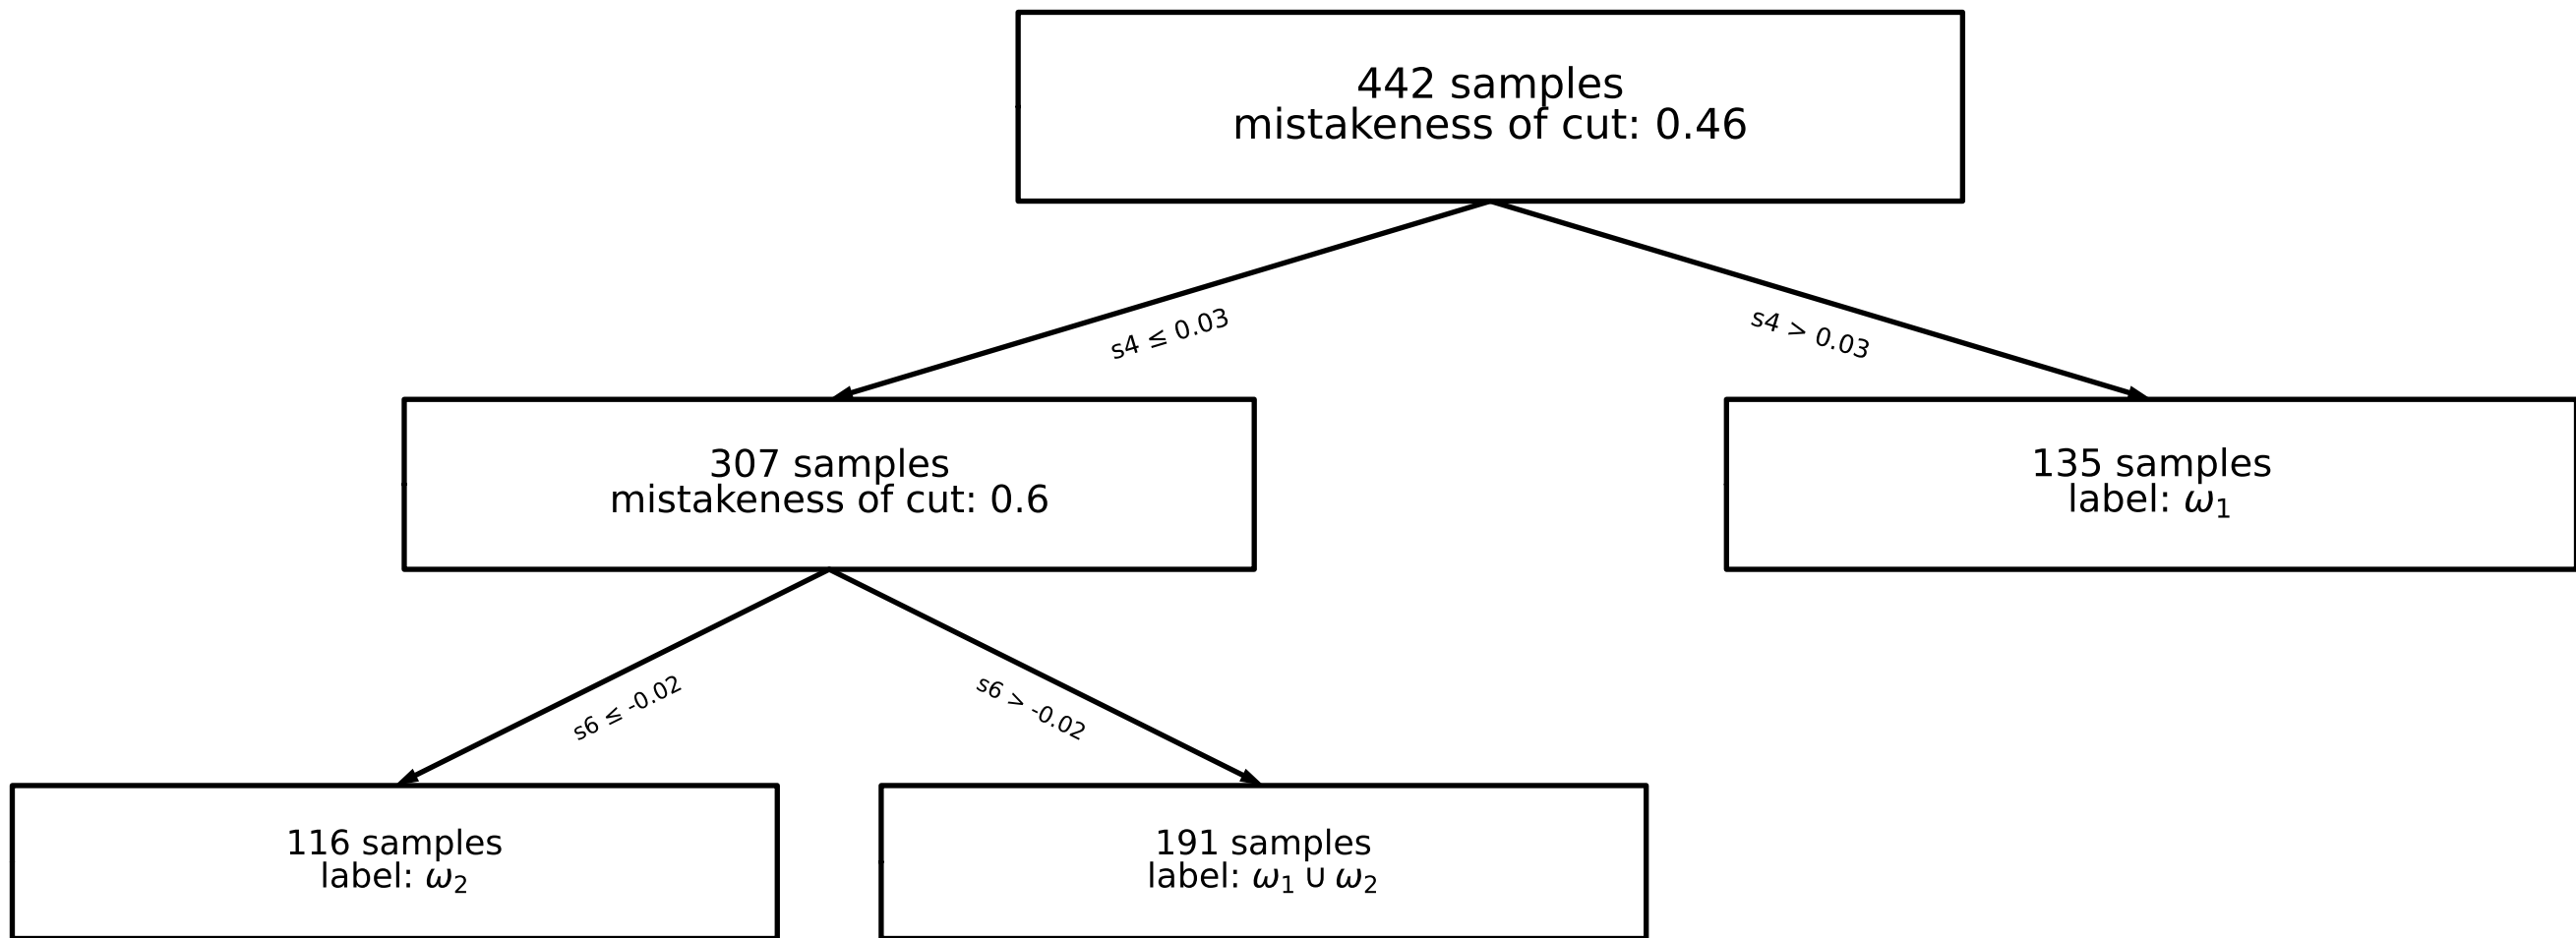 442 samples
mistakeness of cut: 0.46
s4 ≤ 0.03
s4 > 0.03
307 samples
mistakeness of cut: 0.6
135 samples
label: ω₁
s6 ≤ -0.02
s6 > -0.02
116 samples
label: ω₂
191 samples
label: ω₁ ∪ ω₂